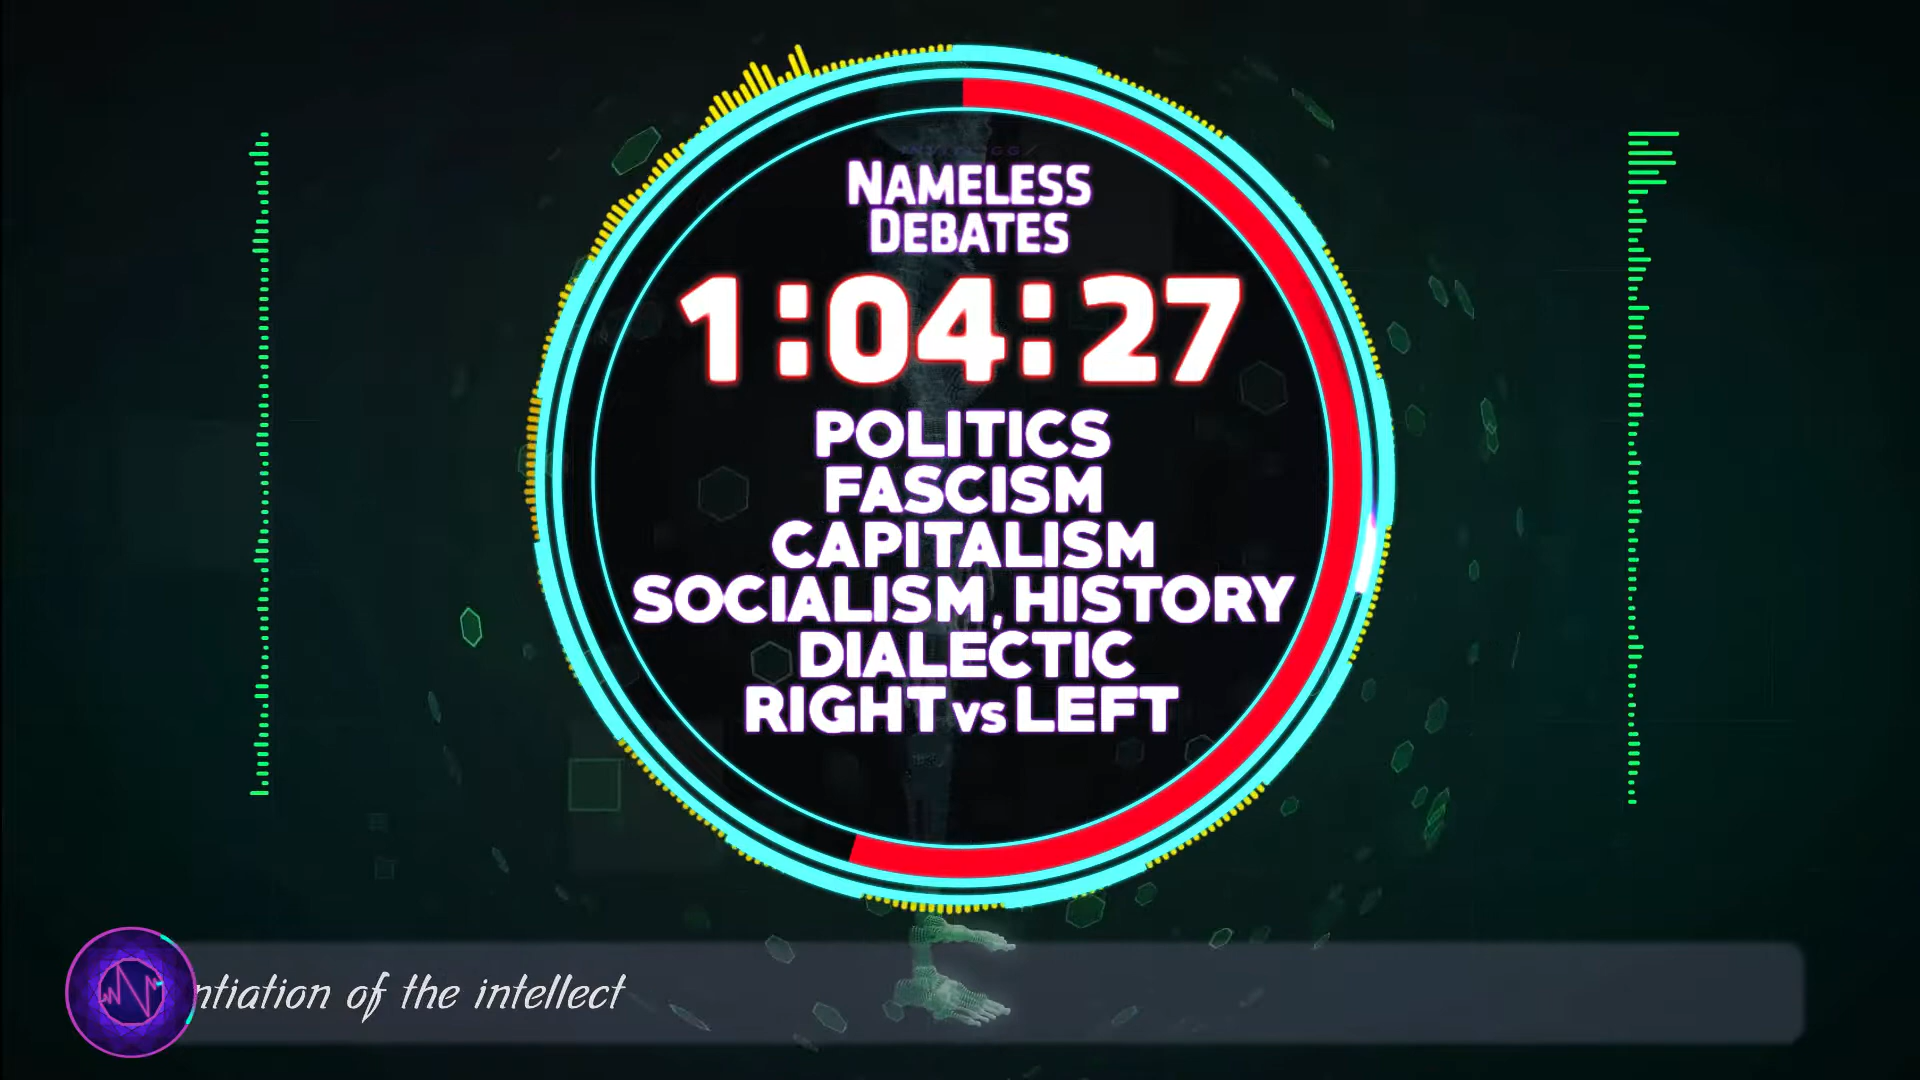 NAMELESS
DEBATES
1:04:27
POLITICS
FASCISM
CAPITALISM
SOCIALISM, HISTORY
DIALECTIC
RIGHT vs LEFT
ntiation of the intellect